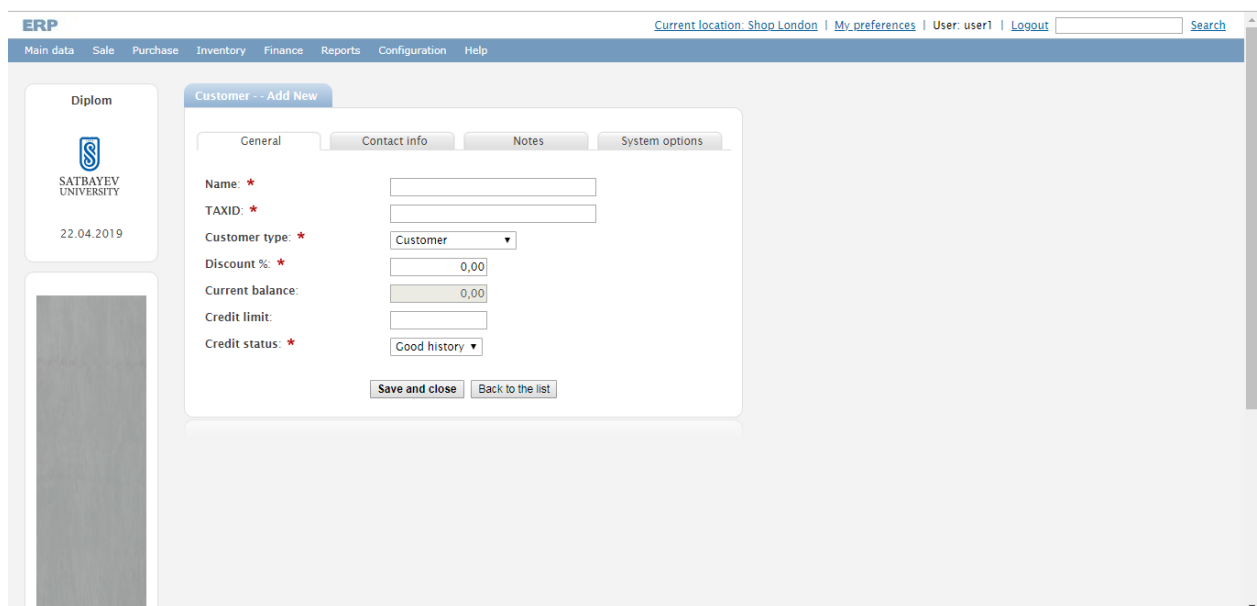 ERP
Current location: Shop London | My preferences | User: user1 | Logout Search
Main data Sale Purchase Inventory Finance Reports Configuration Help
Diplom
SATBAYEV
UNIVERSITY
22.04.2019
Customer - - Add New
General Contact info Notes System options
Name: *
TAXID: *
Customer type: * Customer
Discount %: * 0,00
Current balance: 0,00
Credit limit:
Credit status: * Good history
Save and close Back to the list